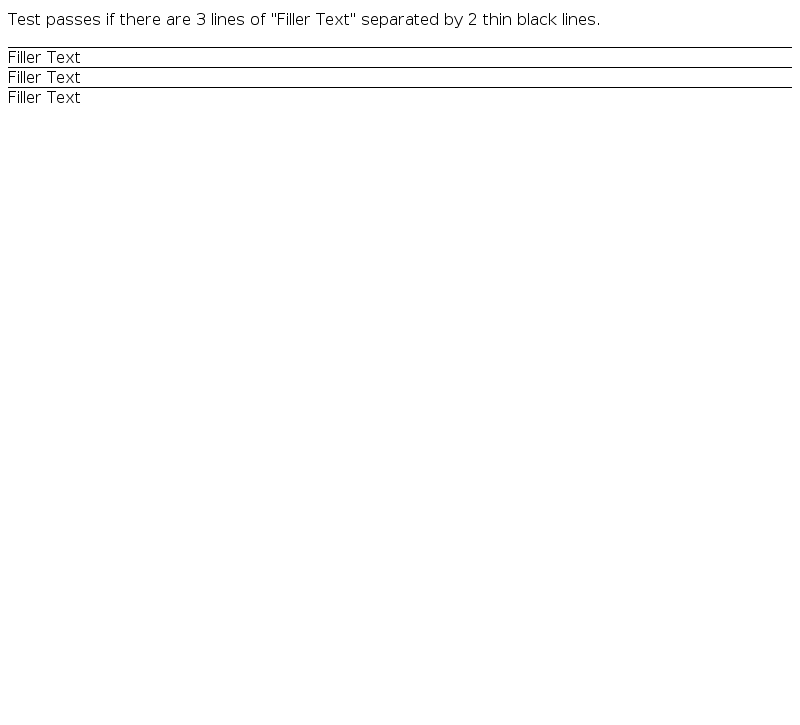 Test passes if there are 3 lines of "Filler Text" separated by 2 thin black lines.
Filler Text
Filler Text
Filler Text